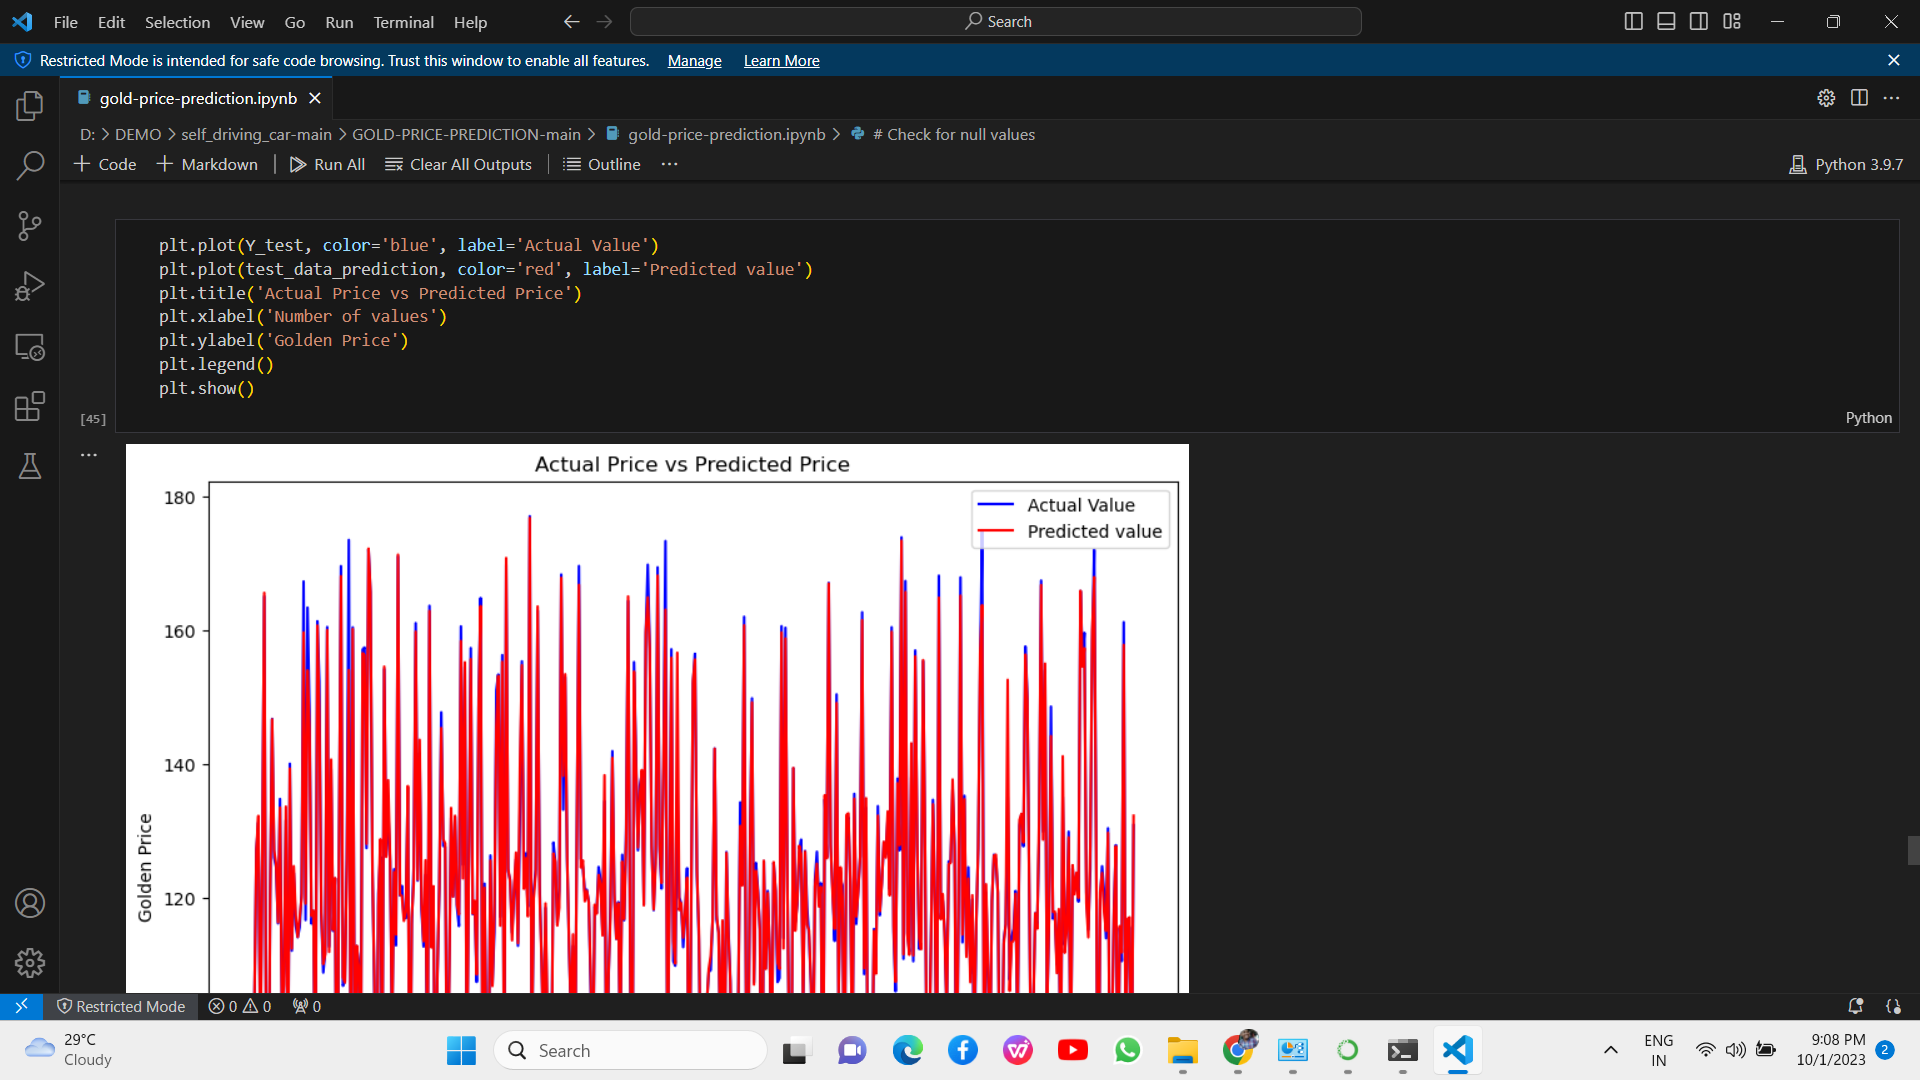 File Edit Selection View Go Run Terminal Help Search
Restricted Mode is intended for safe code browsing. Trust this window to enable all features. Manage Learn More
gold-price-prediction.ipynb
D: > DEMO > self_driving_car-main > GOLD-PRICE-PREDICTION-main > gold-price-prediction.ipynb > # Check for null values
+ Code + Markdown Run All Clear All Outputs Outline ... Python 3.9.7
plt.plot(Y_test, color='blue', label='Actual Value')
plt.plot(test_data_prediction, color='red', label='Predicted value')
plt.title('Actual Price vs Predicted Price')
plt.xlabel('Number of values')
plt.ylabel('Golden Price')
plt.legend()
plt.show()
[45] Python
Actual Price vs Predicted Price
Actual Value
Predicted value
180
160
140
120
Golden Price
Restricted Mode 0 0 0
29°C
Cloudy
Search
ENG
IN
9:08 PM
10/1/2023
2